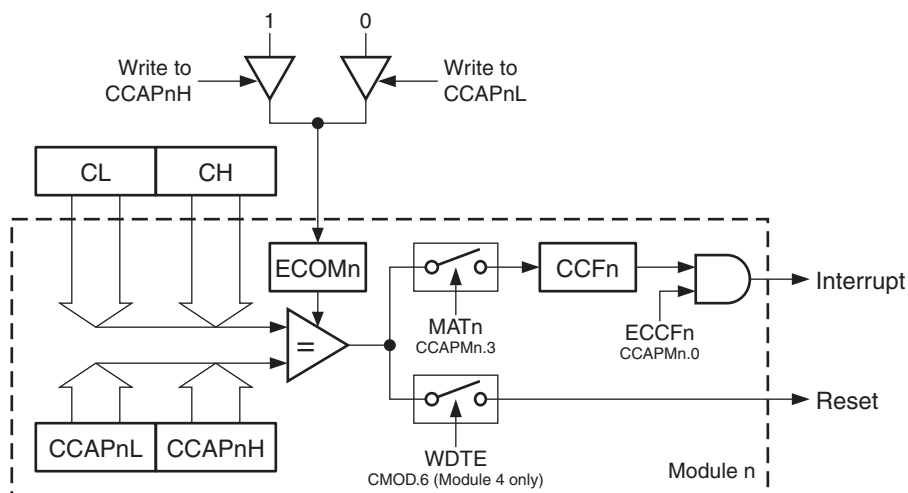 1 0
Write to
CCAPnH
Write to
CCAPnL
CL CH
ECOMn
CCFn
Interrupt
MATn
CCAPMn.3
ECCFn
CCAPMn.0
=
Reset
CCAPnL CCAPnH
WDTE
CMOD.6 (Module 4 only)
Module n